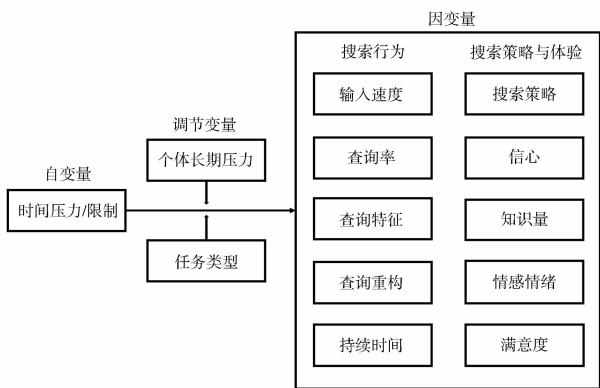 因变量
搜索行为
搜索策略与体验
输入速度
搜索策略
调节变量
个体长期压力
查询率
信心
自变量
时间压力/限制
查询特征
知识量
任务类型
查询重构
情感情绪
持续时间
满意度